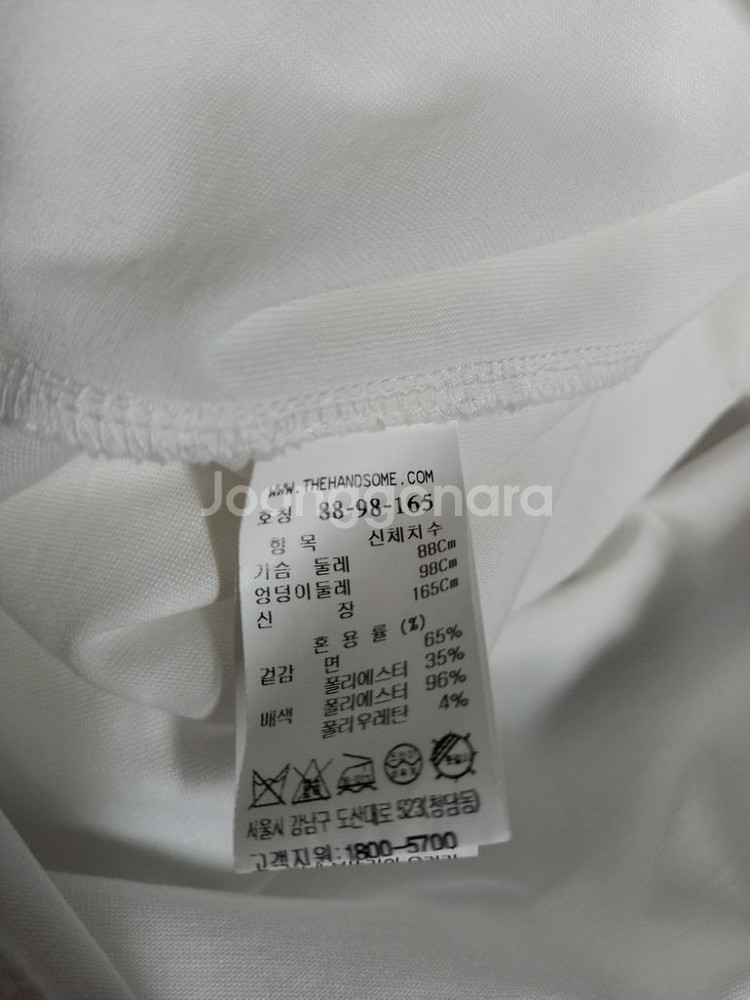 WWW.THEHANDSOME.COM
Joonggonara
호칭 88-98-165
항 목 신체치수
가슴 둘레 88Cm
엉덩이둘레 98Cm
신 장 165Cm
혼 용 률 (%)
겉감 면 65%
폴리에스터 35%
배색 폴리에스터 96%
폴리우레탄 4%
서울시 강남구 도산대로 523(청담동)
고객지원:1800-5700